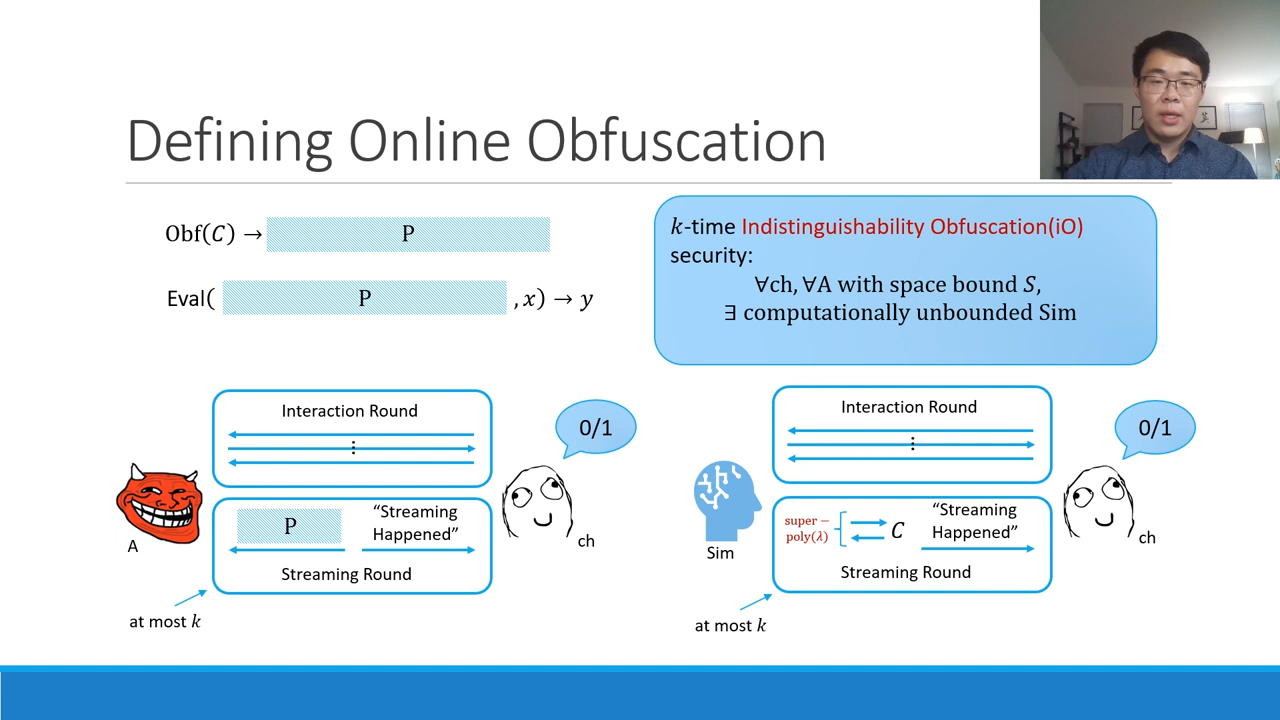 Defining Online Obfuscation
Obf(C) → P
Eval( P , x) → y
k-time Indistinguishability Obfuscation(iO)
security:
∀ch, ∀A with space bound S,
∃ computationally unbounded Sim
Interaction Round
⋮
0/1
P
“Streaming
Happened”
A
ch
Streaming Round
at most k
Interaction Round
⋮
0/1
super −
poly(λ)
C
“Streaming
Happened”
Sim
ch
Streaming Round
at most k